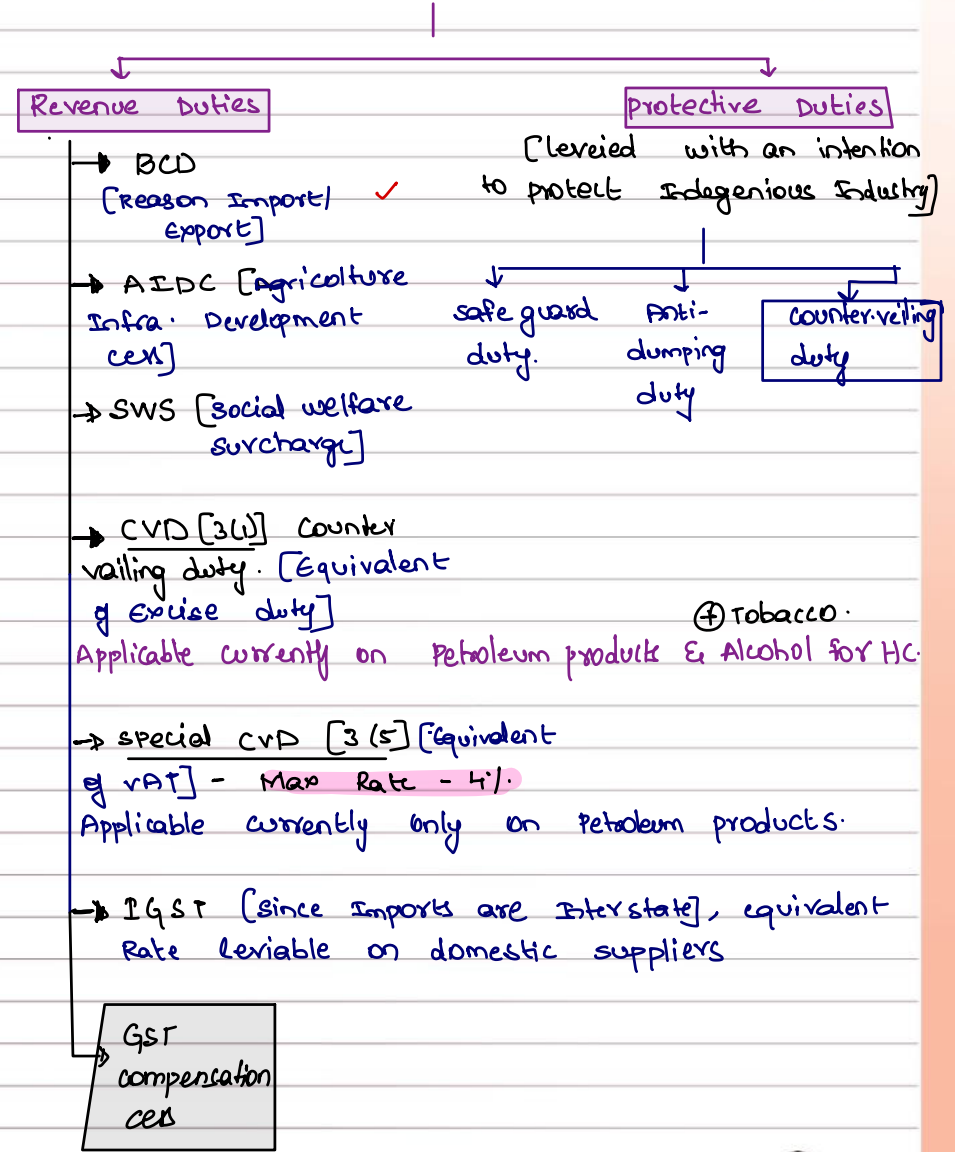 Revenue Duties
→ BCD
[Reason Import/
Export]
→ AIDC [Agricolture
Infra. Development
cess]
→ SWS [Social welfare
surcharge]
Protective Duties
[leveied with an intention
to protect Indegenious Industry]
safe guard
duty.
Anti-
dumping
duty
counter.veiling
duty
→ CVD [3(1)] Counter
vailing duty. [Equivalent
of Excise duty]
⊕ Tobacco.
Applicable currently on Petroleum products & Alcohol for HC.
→ special CVD [3(5] [Equivalent
of VAT] - Max Rate - 4%.
Applicable currently only on Petroleum products.
→ IGST [Since Imports are Interstate], equivalent
Rate leviable on domestic suppliers
GST
compensation
cess